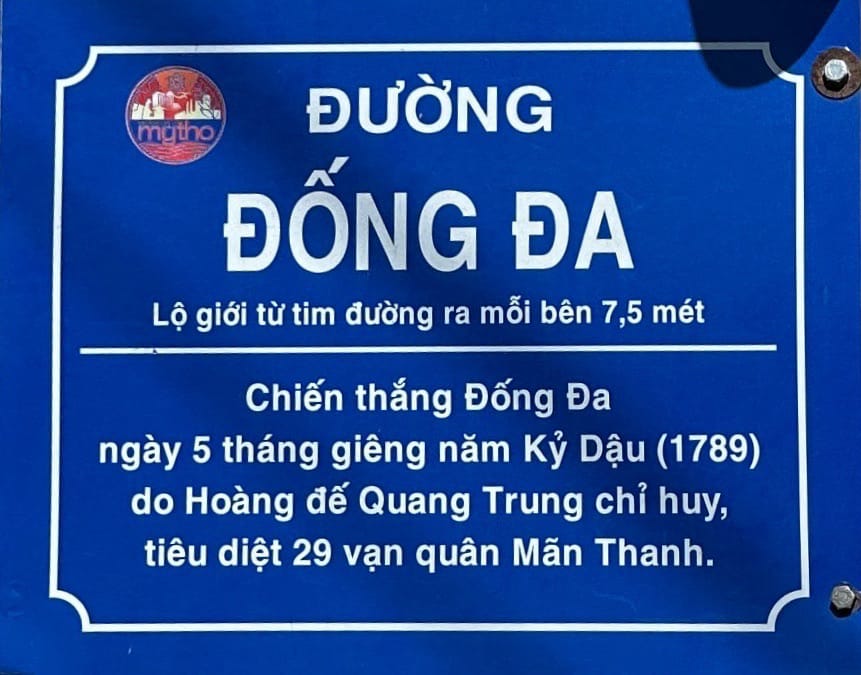 mytho
ĐƯỜNG
ĐỐNG ĐA
Lộ giới từ tim đường ra mỗi bên 7,5 mét
Chiến thắng Đống Đa
ngày 5 tháng giêng năm Kỷ Dậu (1789)
do Hoàng đế Quang Trung chỉ huy,
tiêu diệt 29 vạn quân Mãn Thanh.